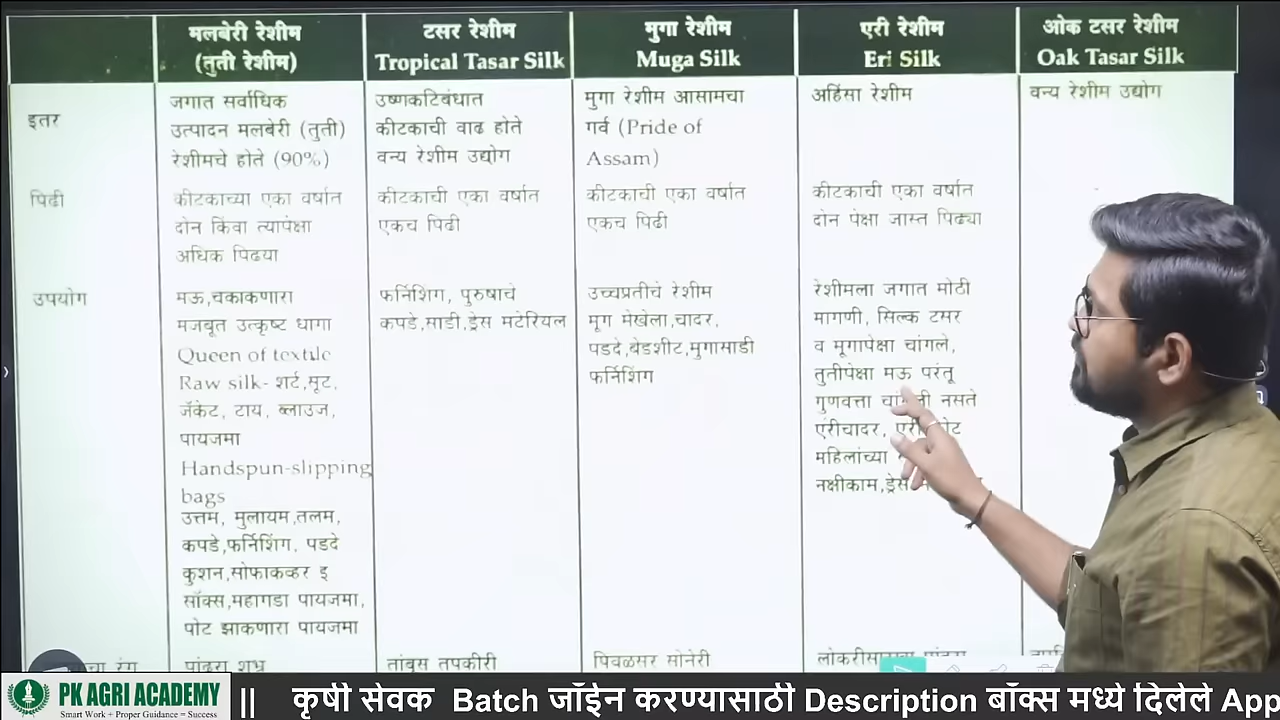 मलबेरी रेशीम
(तुती रेशीम)
टसर रेशीम
Tropical Tasar Silk
मुगा रेशीम
Muga Silk
एरी रेशीम
Eri Silk
ओक टसर रेशीम
Oak Tasar Silk
इतर
जगात सर्वाधिक
उत्पादन मलबेरी (तुती)
रेशीमचे होते (90%)
उष्णकटिबंधात
कीटकाची वाढ होते
वन्य रेशीम उद्योग
मुगा रेशीम आसामचा
गर्व (Pride of
Assam)
अहिंसा रेशीम
वन्य रेशीम उद्योग
पिढी
कीटकाच्या एका वर्षात
दोन किंवा त्यापेक्षा
अधिक पिढया
कीटकाची एका वर्षात
एकच पिढी
कीटकाची एका वर्षात
एकच पिढी
कीटकाची एका वर्षात
दोन पेक्षा जास्त पिढ्या
उपयोग
मऊ,चकाकणारा
मजबूत उत्कृष्ट धागा
Queen of textile
Raw silk- शर्ट,सूट,
जॅकेट, टाय, ब्लाउज,
पायजमा
Handspun-slipping
bags
उत्तम, मुलायम,तलम,
कपडे,फर्निशिंग, पडदे
कुशन,सोफाकव्हर इ
सॉक्स,महागडा पायजमा,
पोट झाकणारा पायजमा
फर्निशिंग, पुरुषाचे
कपडे,साडी,ड्रेस मटेरियल
उच्चप्रतीचे रेशीम
मूग मेखेला,चादर,
पडदे,बेडशीट,मुगासाडी
फर्निशिंग
रेशीमला जगात मोठी
मागणी, सिल्क टसर
व मूगापेक्षा चांगले,
तुतीपेक्षा मऊ परंतू
गुणवत्ता नसते
एरीचादर,
महिलांच्या
नक्षीकाम,ड्रेस
रंग
पांढरा शुभ्र
तांबूस तपकीरी
पिवळसर सोनेरी
PK AGRI ACADEMY
Smart Work + Proper Guidance = Success
|| कृषी सेवक Batch जॉईन करण्यासाठी Description बॉक्स मध्ये दिलेले App